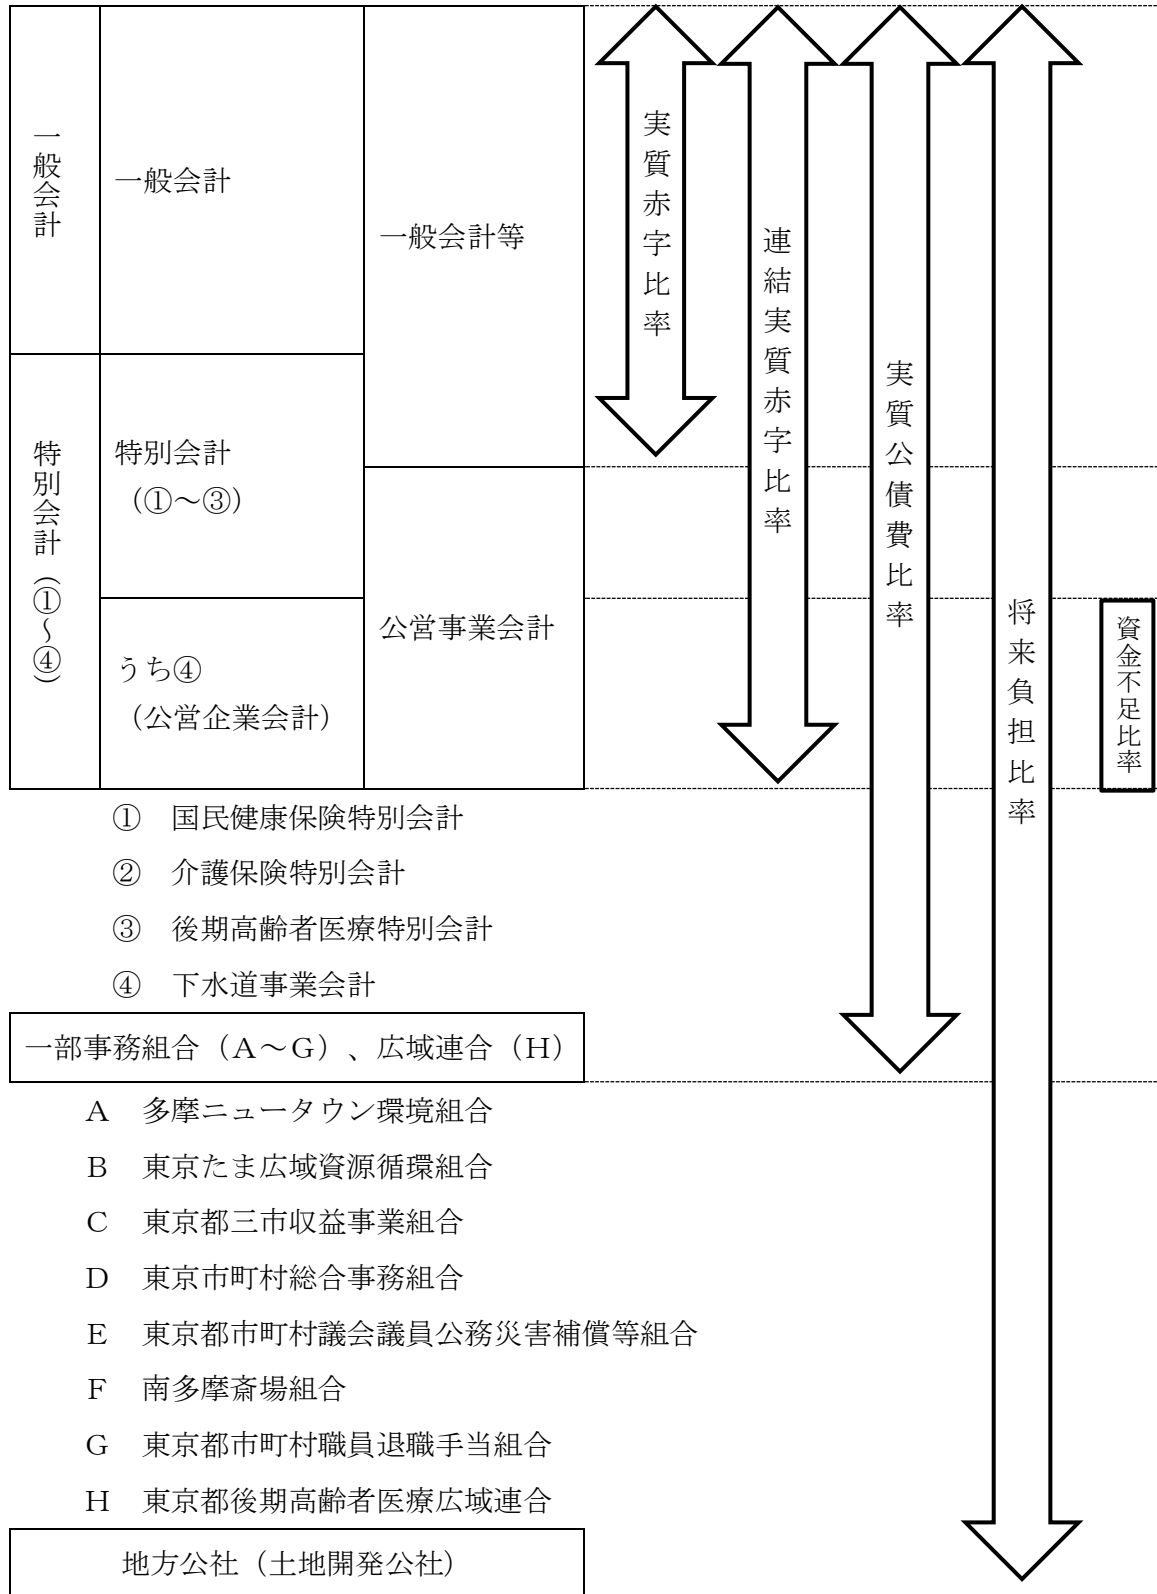 一般会計
一般会計
一般会計等
特別会計（①～④）
特別会計
（①～③）
うち④
（公営企業会計）
公営事業会計
実質赤字比率
連結実質赤字比率
実質公債費比率
将来負担比率
資金不足比率
①　国民健康保険特別会計
②　介護保険特別会計
③　後期高齢者医療特別会計
④　下水道事業会計
一部事務組合（A～G）、広域連合（H）
A　多摩ニュータウン環境組合
B　東京たま広域資源循環組合
C　東京都三市収益事業組合
D　東京市町村総合事務組合
E　東京都市町村議会議員公務災害補償等組合
F　南多摩斎場組合
G　東京都市町村職員退職手当組合
H　東京都後期高齢者医療広域連合
地方公社（土地開発公社）